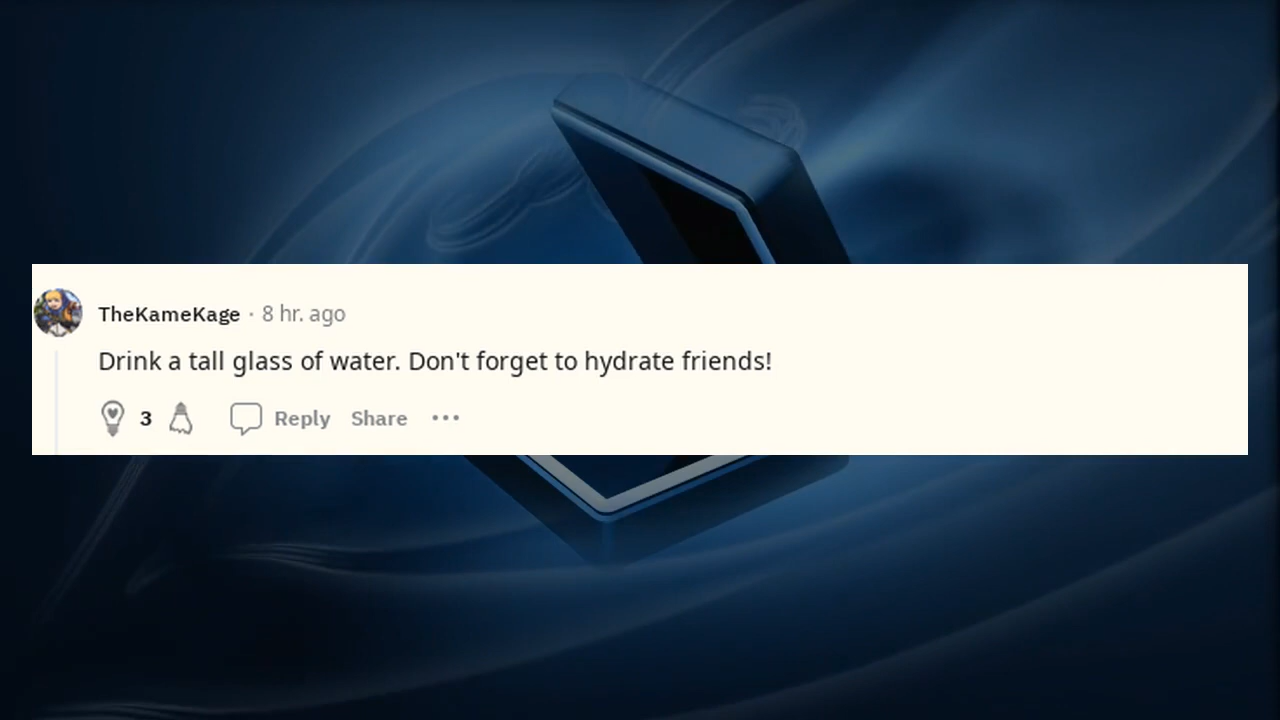 TheKameKage · 8 hr. ago
Drink a tall glass of water. Don't forget to hydrate friends!
3 Reply Share ···